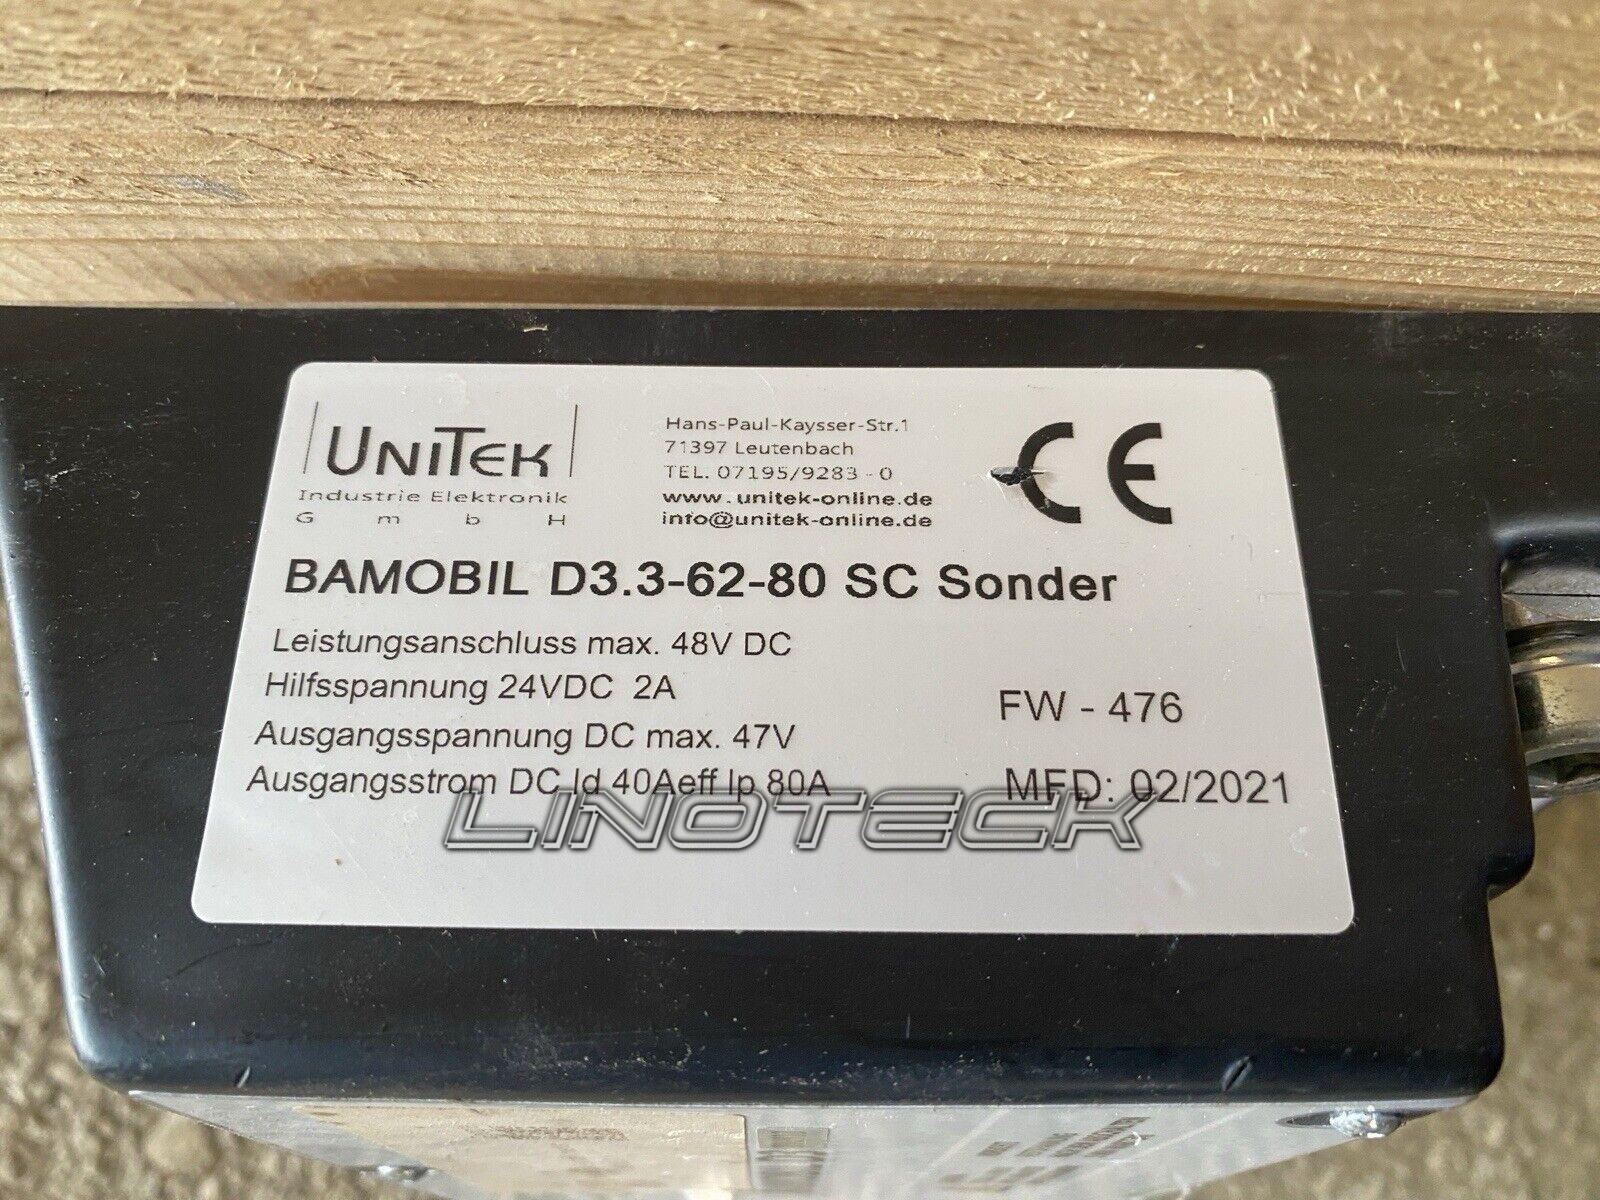 UNITEK
Industrie Elektronik
G m b H
Hans-Paul-Kaysser-Str.1
71397 Leutenbach
TEL. 07195/9283 - 0
www.unitek-online.de
info@unitek-online.de
CE
BAMOBIL D3.3-62-80 SC Sonder
Leistungsanschluss max. 48V DC
Hilfsspannung 24VDC 2A
Ausgangsspannung DC max. 47V
Ausgangsstrom DC Id 40Aeff Ip 80A
FW - 476
MFD: 02/2021
LINOTECK